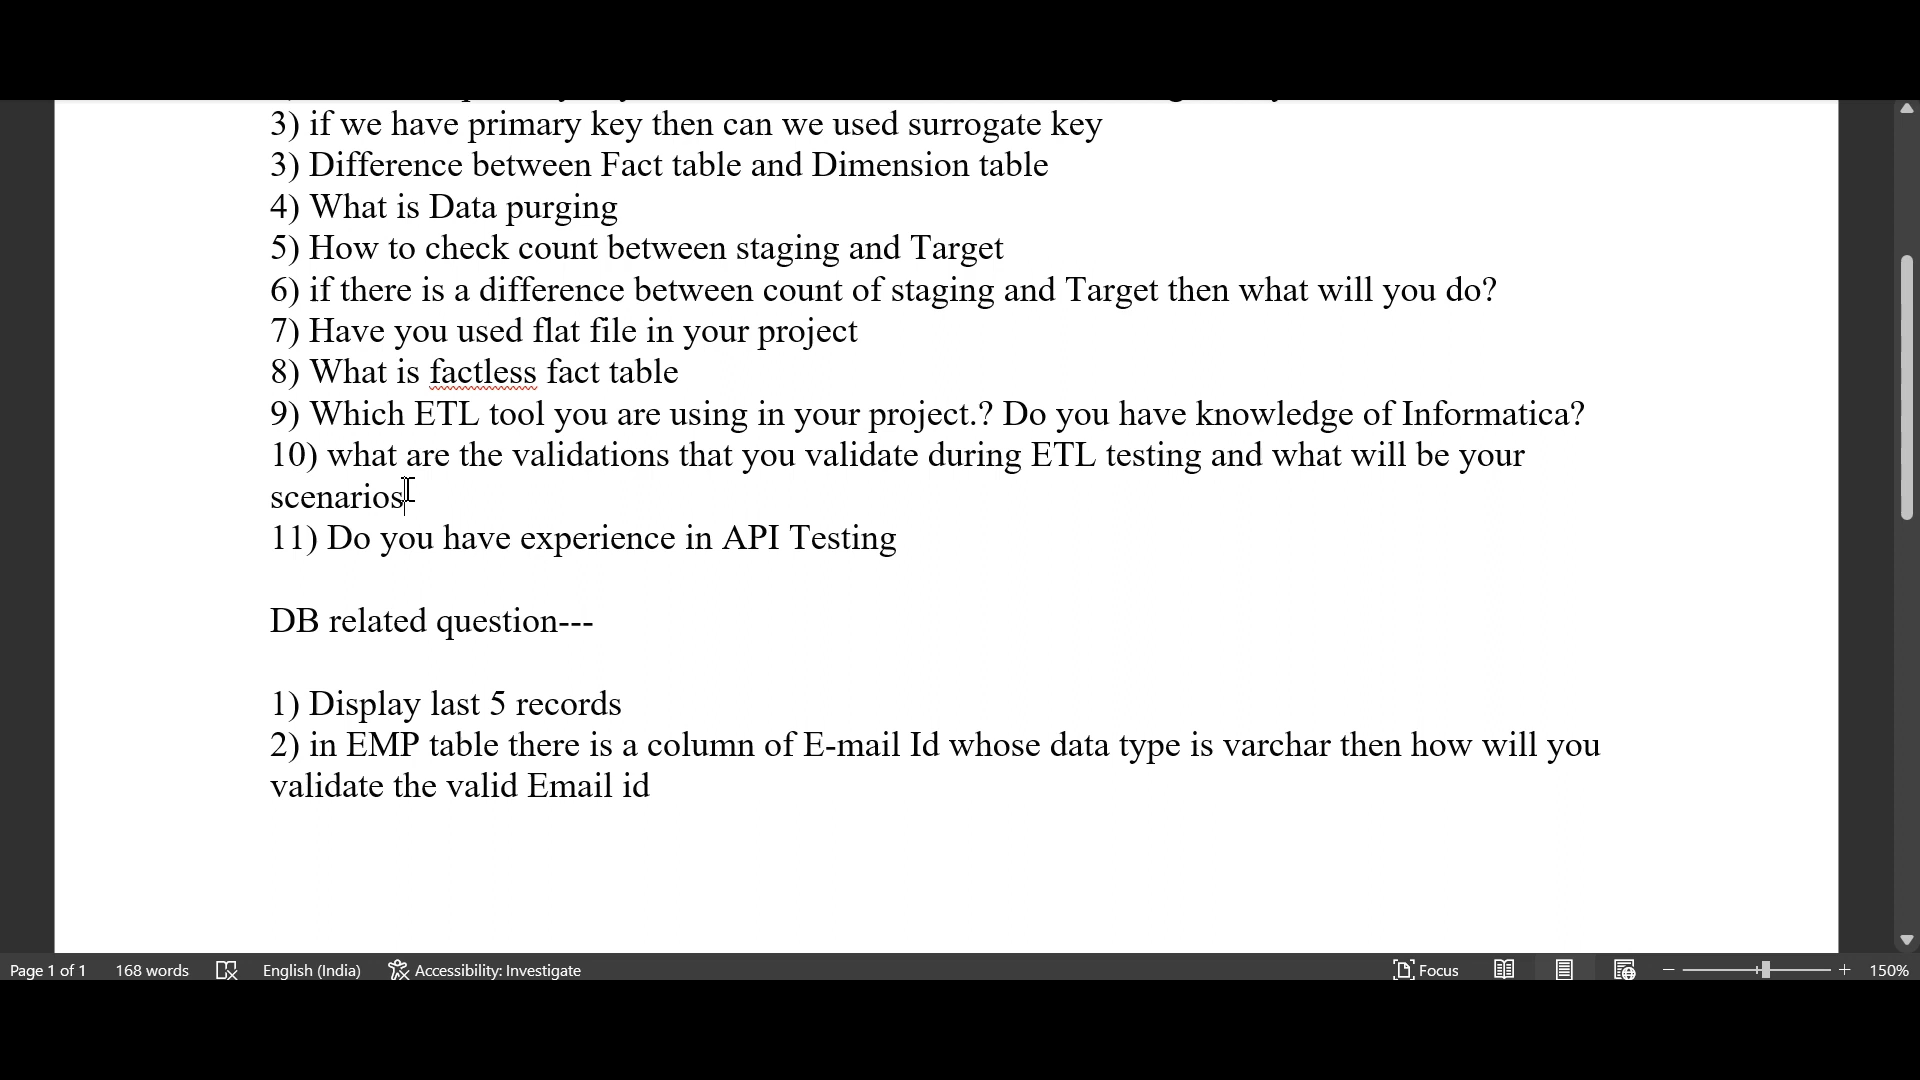 3) if we have primary key then can we used surrogate key
3) Difference between Fact table and Dimension table
4) What is Data purging
5) How to check count between staging and Target
6) if there is a difference between count of staging and Target then what will you do?
7) Have you used flat file in your project
8) What is factless fact table
9) Which ETL tool you are using in your project.? Do you have knowledge of Informatica?
10) what are the validations that you validate during ETL testing and what will be your
scenarios
11) Do you have experience in API Testing
DB related question---
1) Display last 5 records
2) in EMP table there is a column of E-mail Id whose data type is varchar then how will you
validate the valid Email id
Page 1 of 1 168 words English (India) Accessibility: Investigate Focus 150%